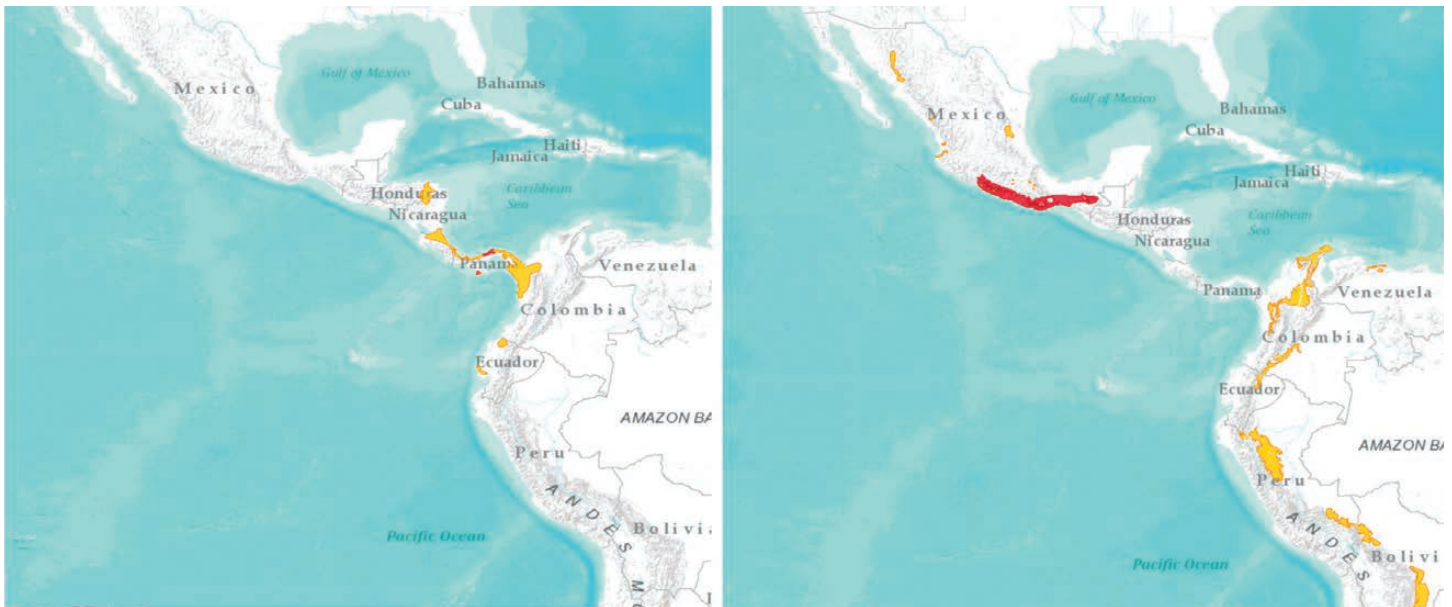 Gulf of Mexico
Bahamas
Mexico
Cuba
Haiti
Jamaica
Caribbean
Sea
Honduras
Nicaragua
Panama
Venezuela
Colombia
Ecuador
AMAZON BA
Peru
ANDES M
Pacific Ocean
Bolivia
Gulf of Mexico
Bahamas
Mexico
Cuba
Haiti
Jamaica
Caribbean
Sea
Honduras
Nicaragua
Panama
Venezuela
Colombia
Ecuador
AMAZON BA
Peru
ANDES
Pacific Ocean
Bolivi